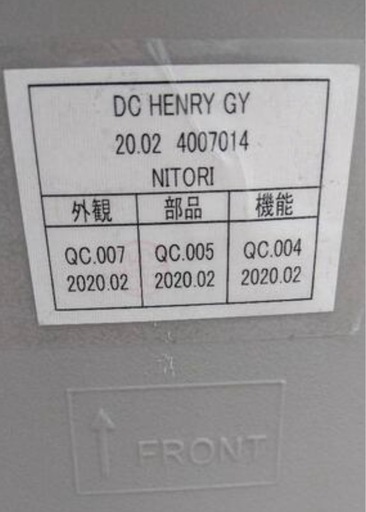 DC HENRY GY
20.02 4007014
NITORI
外観 部品 機能
QC.007 QC.005 QC.004
2020.02 2020.02 2020.02
↑ FRONT